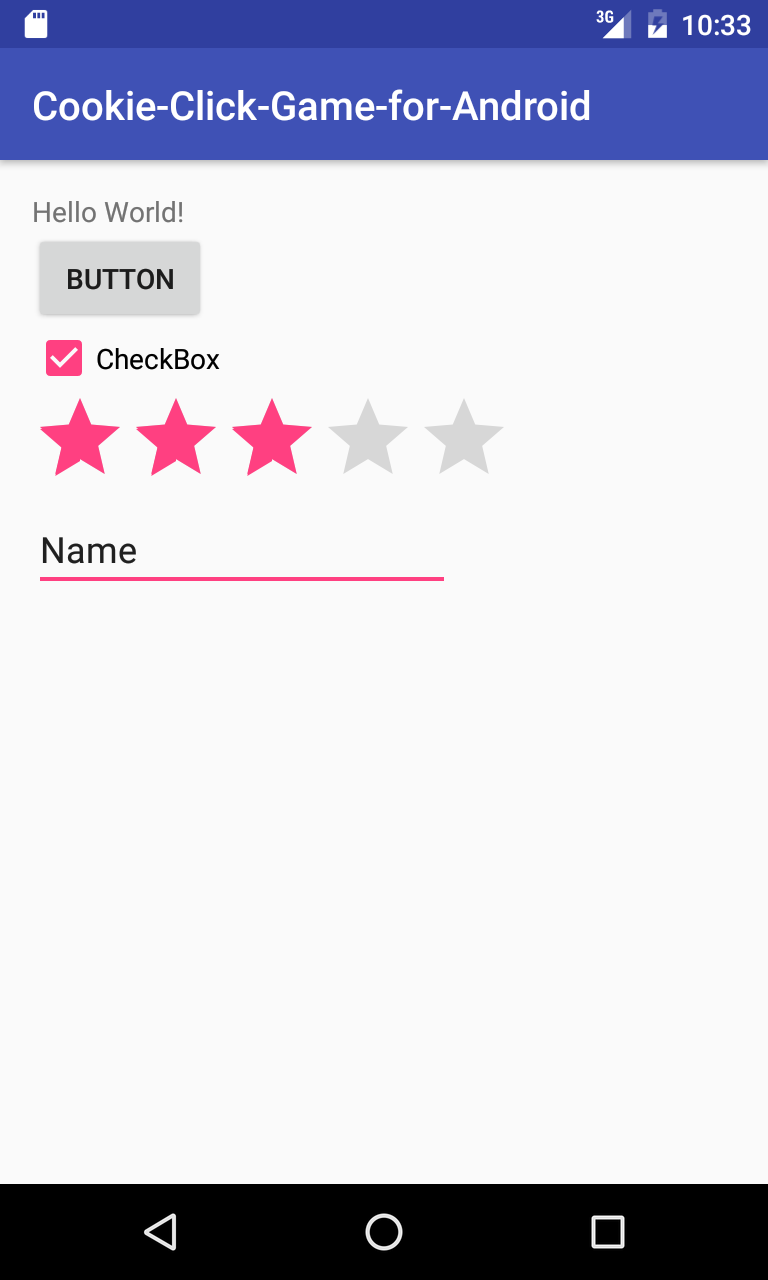 3G 10:33
Cookie-Click-Game-for-Android
Hello World!
BUTTON
CheckBox
Name